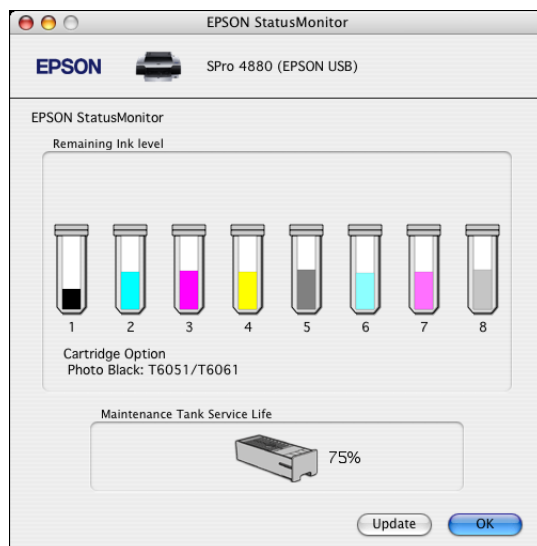 EPSON StatusMonitor
EPSON
SPro 4880 (EPSON USB)
EPSON StatusMonitor
Remaining Ink level
1 2 3 4 5 6 7 8
Cartridge Option
Photo Black: T6051/T6061
Maintenance Tank Service Life
75%
Update OK